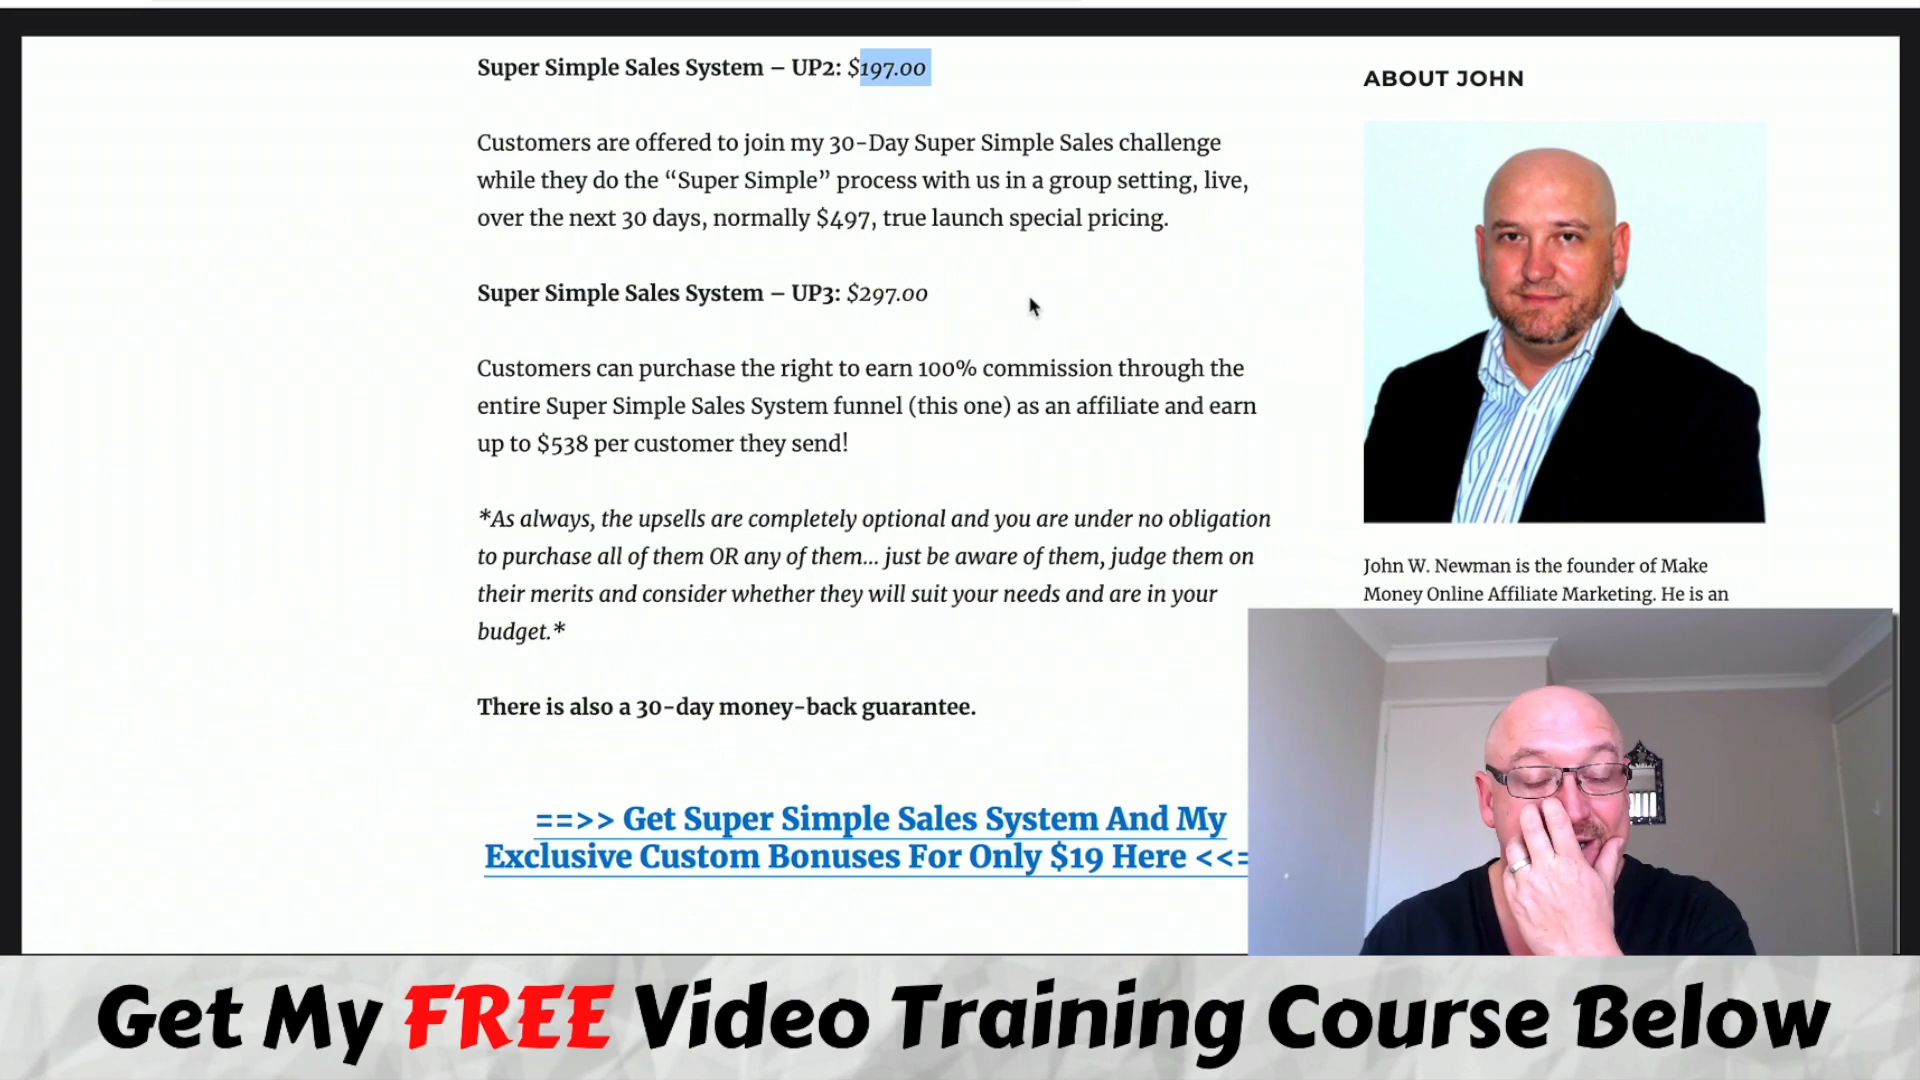 Super Simple Sales System – UP2: $197.00
Customers are offered to join my 30-Day Super Simple Sales challenge
while they do the “Super Simple” process with us in a group setting, live,
over the next 30 days, normally $497, true launch special pricing.
Super Simple Sales System – UP3: $297.00
Customers can purchase the right to earn 100% commission through the
entire Super Simple Sales System funnel (this one) as an affiliate and earn
up to $538 per customer they send!
*As always, the upsells are completely optional and you are under no obligation
to purchase all of them OR any of them... just be aware of them, judge them on
their merits and consider whether they will suit your needs and are in your
budget.*
There is also a 30-day money-back guarantee.
==>> Get Super Simple Sales System And My
Exclusive Custom Bonuses For Only $19 Here <<=
ABOUT JOHN
John W. Newman is the founder of Make
Money Online Affiliate Marketing. He is an
Get My FREE Video Training Course Below